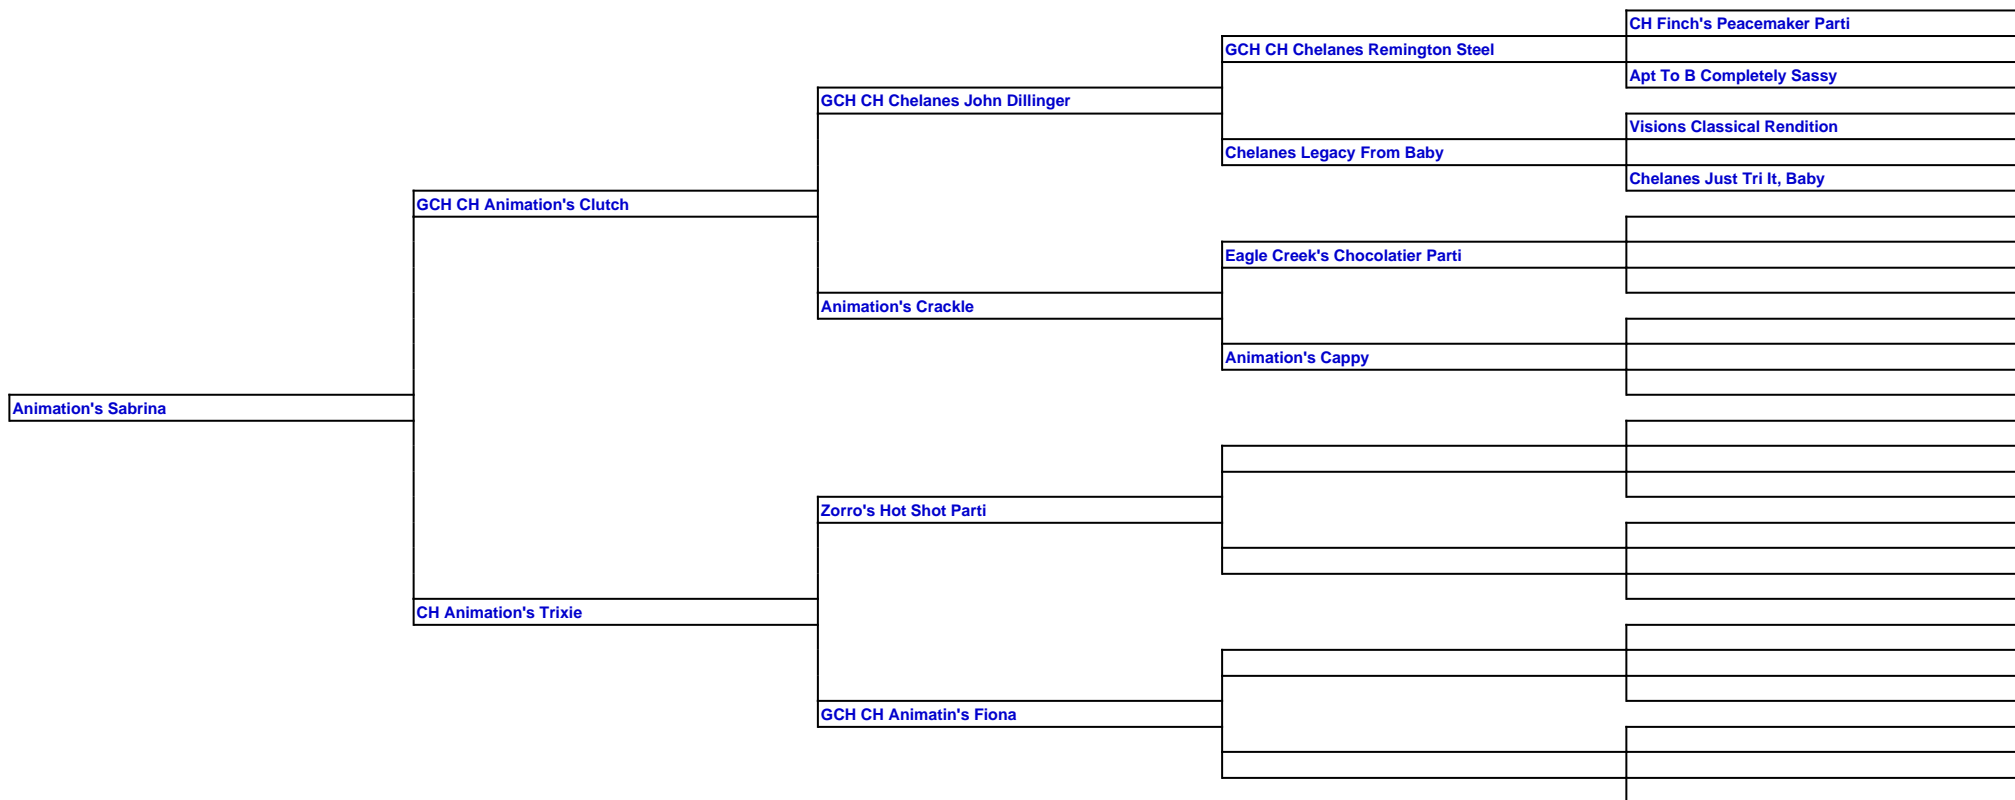 CH Finch's Peacemaker Parti
GCH CH Chelanes Remington Steel
Apt To B Completely Sassy
GCH CH Chelanes John Dillinger
Visions Classical Rendition
Chelanes Legacy From Baby
Chelanes Just Tri It, Baby
GCH CH Animation's Clutch
Eagle Creek's Chocolatier Parti
Animation's Crackle
Animation's Cappy
Animation's Sabrina
Zorro's Hot Shot Parti
CH Animation's Trixie
GCH CH Animatin's Fiona